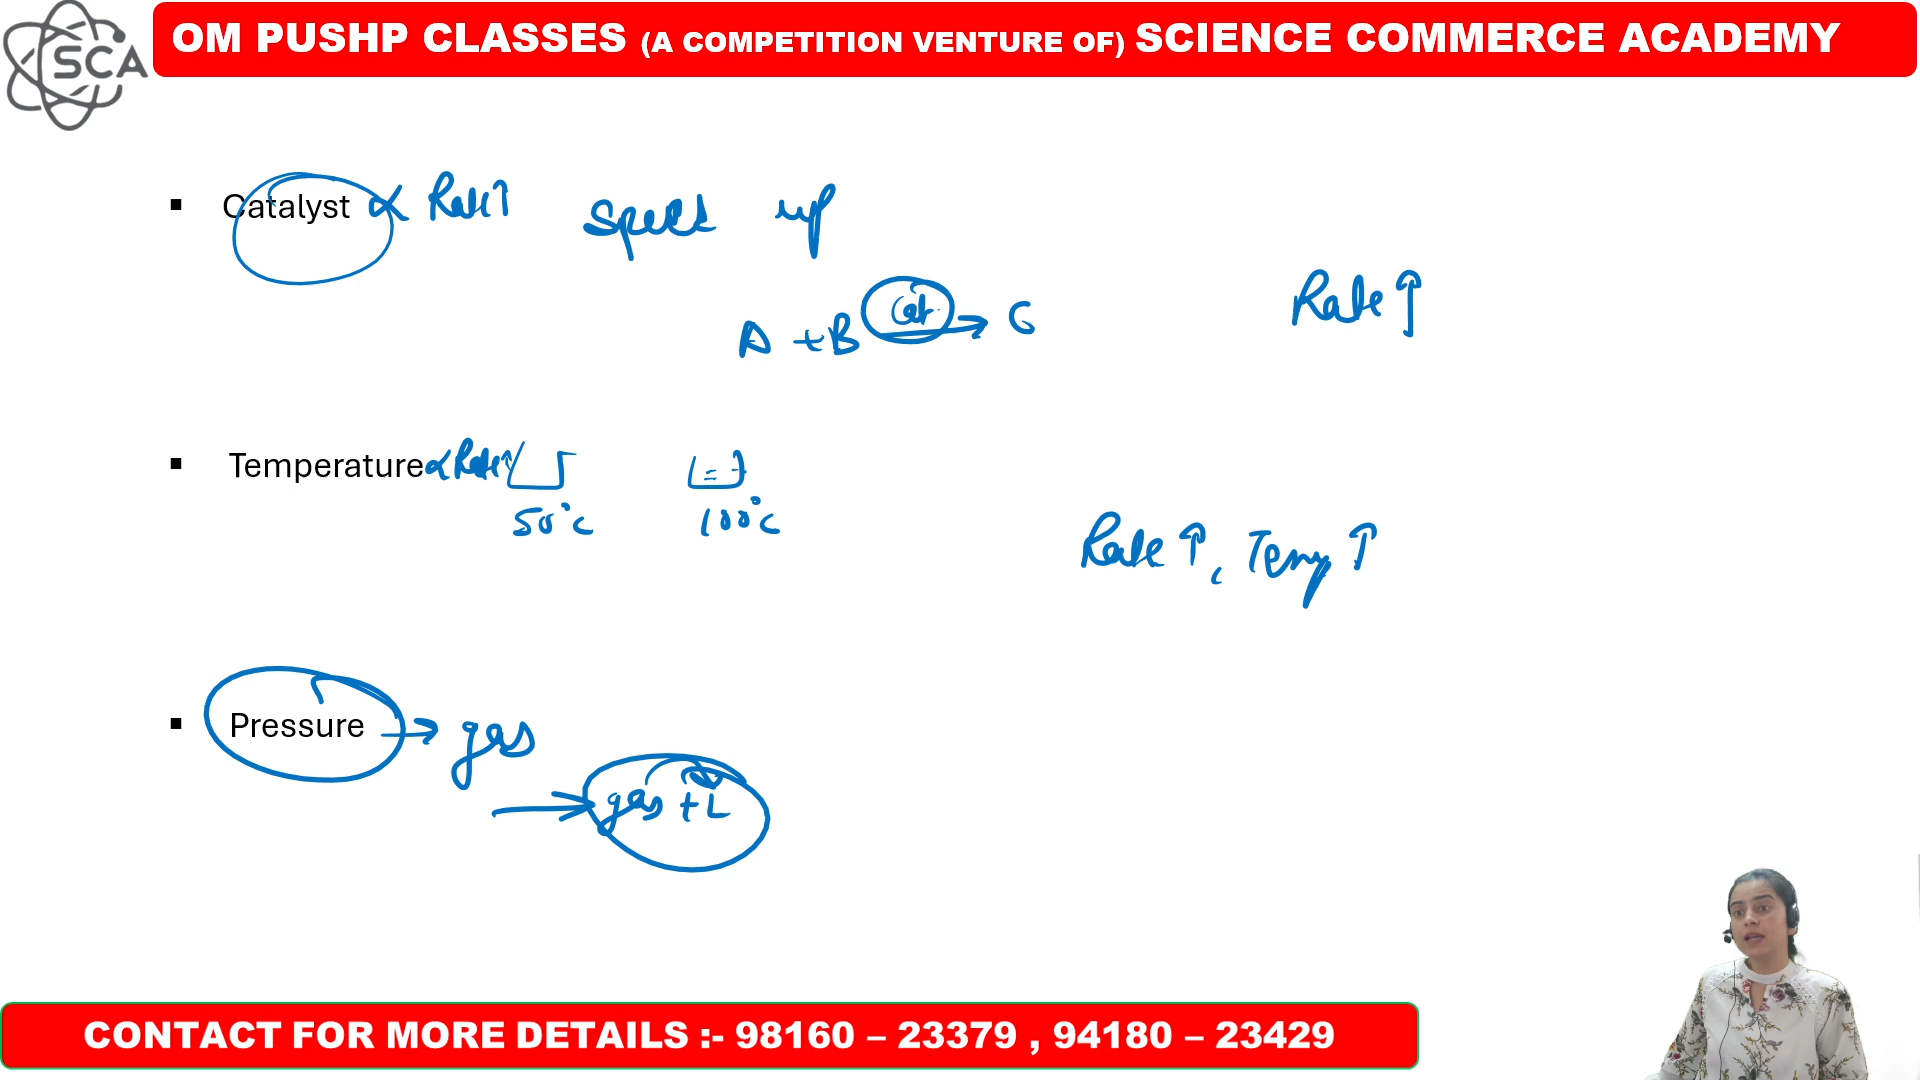 SCA
OM PUSHP CLASSES (A COMPETITION VENTURE OF) SCIENCE COMMERCE ACADEMY
▪ Catalyst ∝ Rate↑ speed up
A + B Cat. → C
Rate ↑
▪ Temperature ∝ Rate↑
50°C 100°C
Rate ↑, Temp ↑
▪ Pressure → gas
→ gas + L
CONTACT FOR MORE DETAILS :- 98160 – 23379 , 94180 – 23429